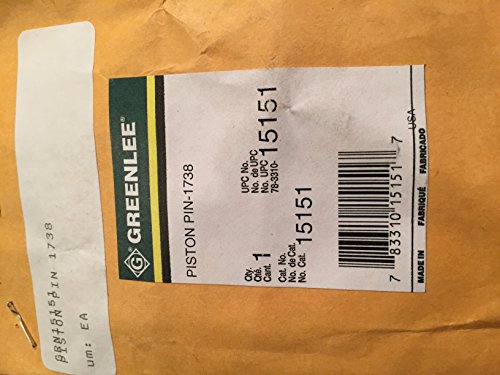 GREENLEE®
PISTON PIN-1738
Qty.
Qté. 1
Cant.
UPC No.
No. de UPC
No. UPC
78-3310- 15151
Cat. No.
No. de Cat.
No. Cat. 15151
7 83310 15151 7
MADE IN FABRIQUÉ FABRICADO
USA
PISTON PIN 1738
um: EA